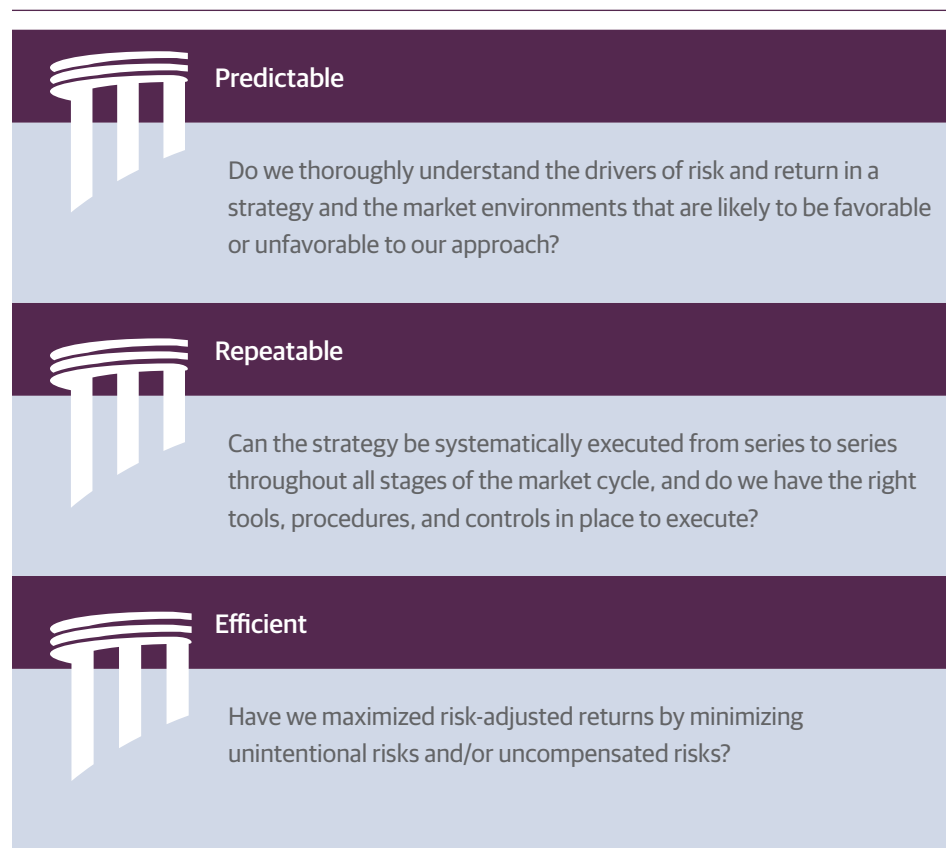 Predictable
Do we thoroughly understand the drivers of risk and return in a
strategy and the market environments that are likely to be favorable
or unfavorable to our approach?
Repeatable
Can the strategy be systematically executed from series to series
throughout all stages of the market cycle, and do we have the right
tools, procedures, and controls in place to execute?
Efficient
Have we maximized risk-adjusted returns by minimizing
unintentional risks and/or uncompensated risks?